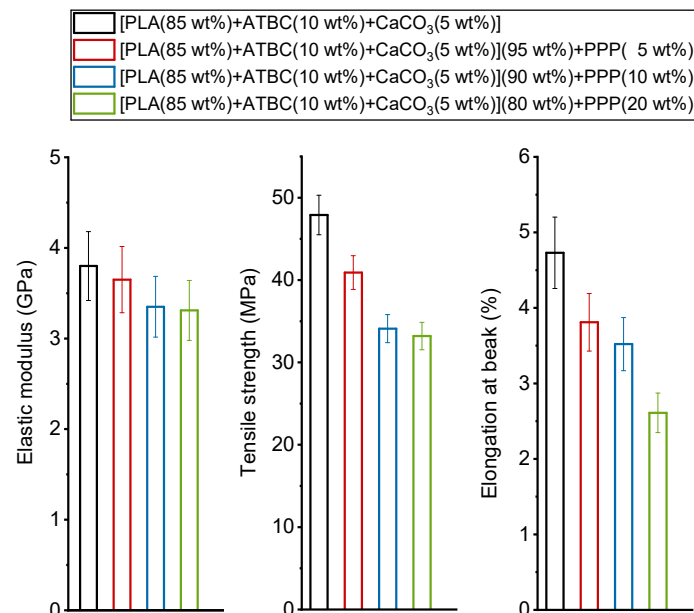 [PLA(85 wt%)+ATBC(10 wt%)+CaCO₃(5 wt%)]
[PLA(85 wt%)+ATBC(10 wt%)+CaCO₃(5 wt%)](95 wt%)+PPP( 5 wt%)
[PLA(85 wt%)+ATBC(10 wt%)+CaCO₃(5 wt%)](90 wt%)+PPP(10 wt%)
[PLA(85 wt%)+ATBC(10 wt%)+CaCO₃(5 wt%)](80 wt%)+PPP(20 wt%)
Elastic modulus (GPa)
5
4
3
2
1
0
Tensile strength (MPa)
50
40
30
20
10
0
Elongation at beak (%)
6
5
4
3
2
1
0